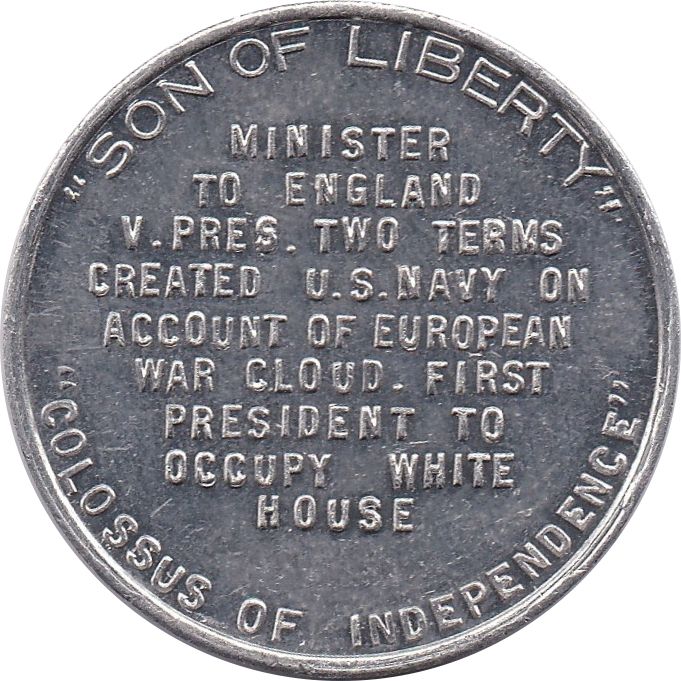 "SON OF LIBERTY"
MINISTER
TO ENGLAND
V.PRES. TWO TERMS
CREATED U.S.NAVY ON
ACCOUNT OF EUROPEAN
WAR CLOUD. FIRST
PRESIDENT TO
OCCUPY WHITE
HOUSE
"COLOSSUS OF INDEPENDENCE"